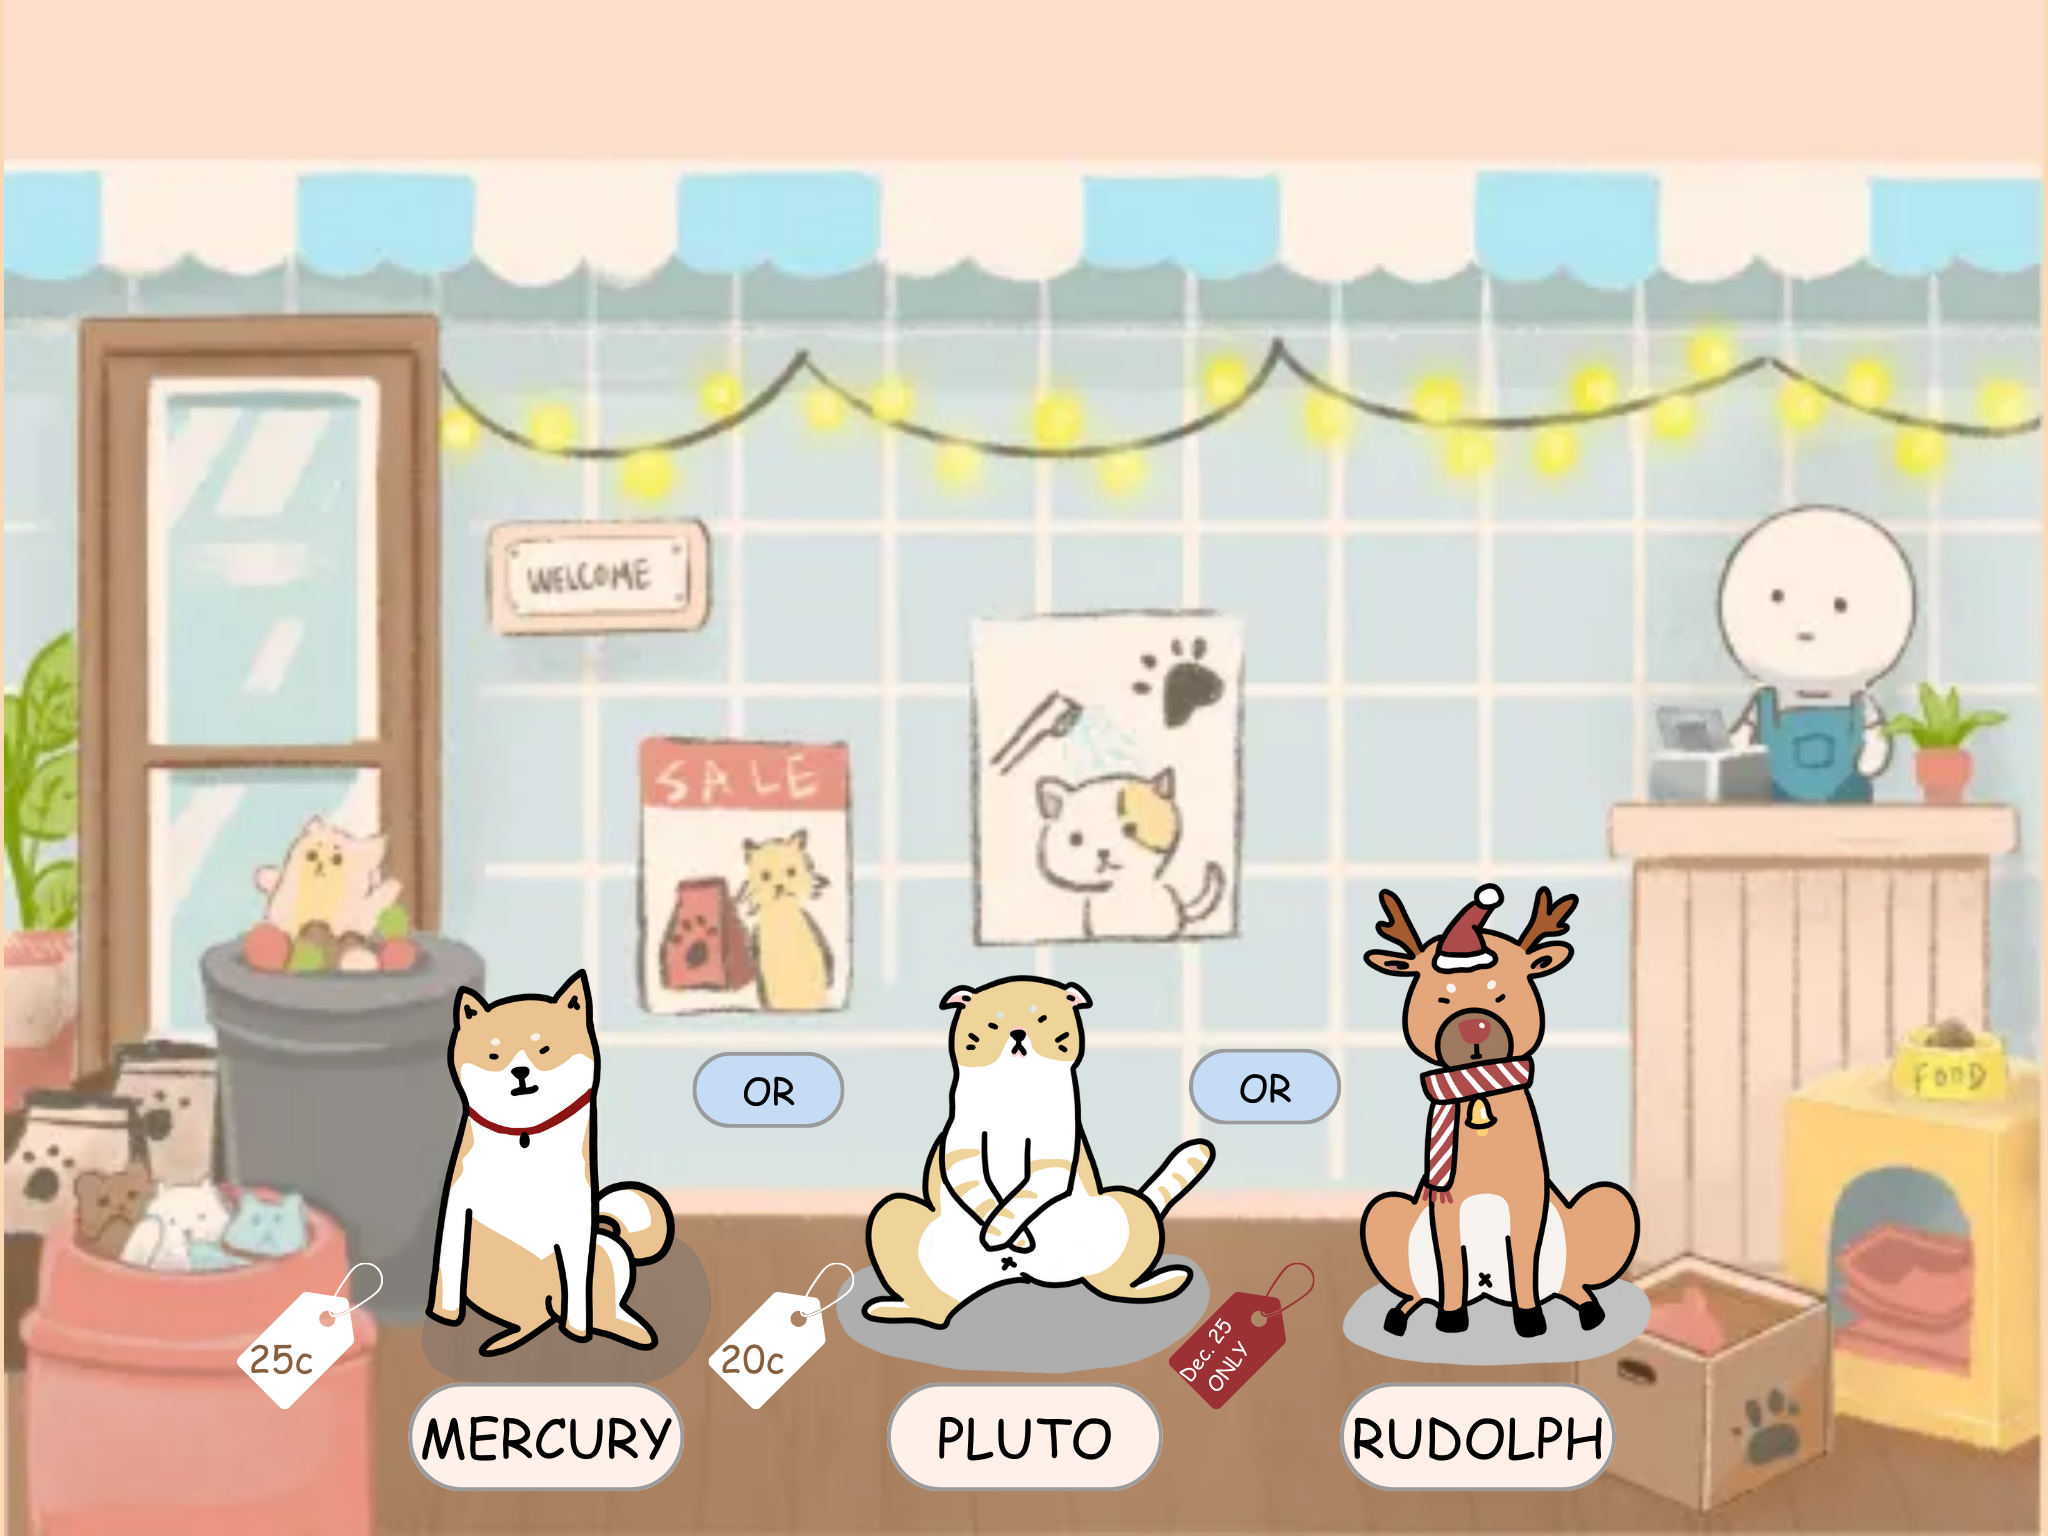 WELCOME
SALE
FOOD
OR
OR
25c
20c
Dec. 25
ONLY
MERCURY
PLUTO
RUDOLPH